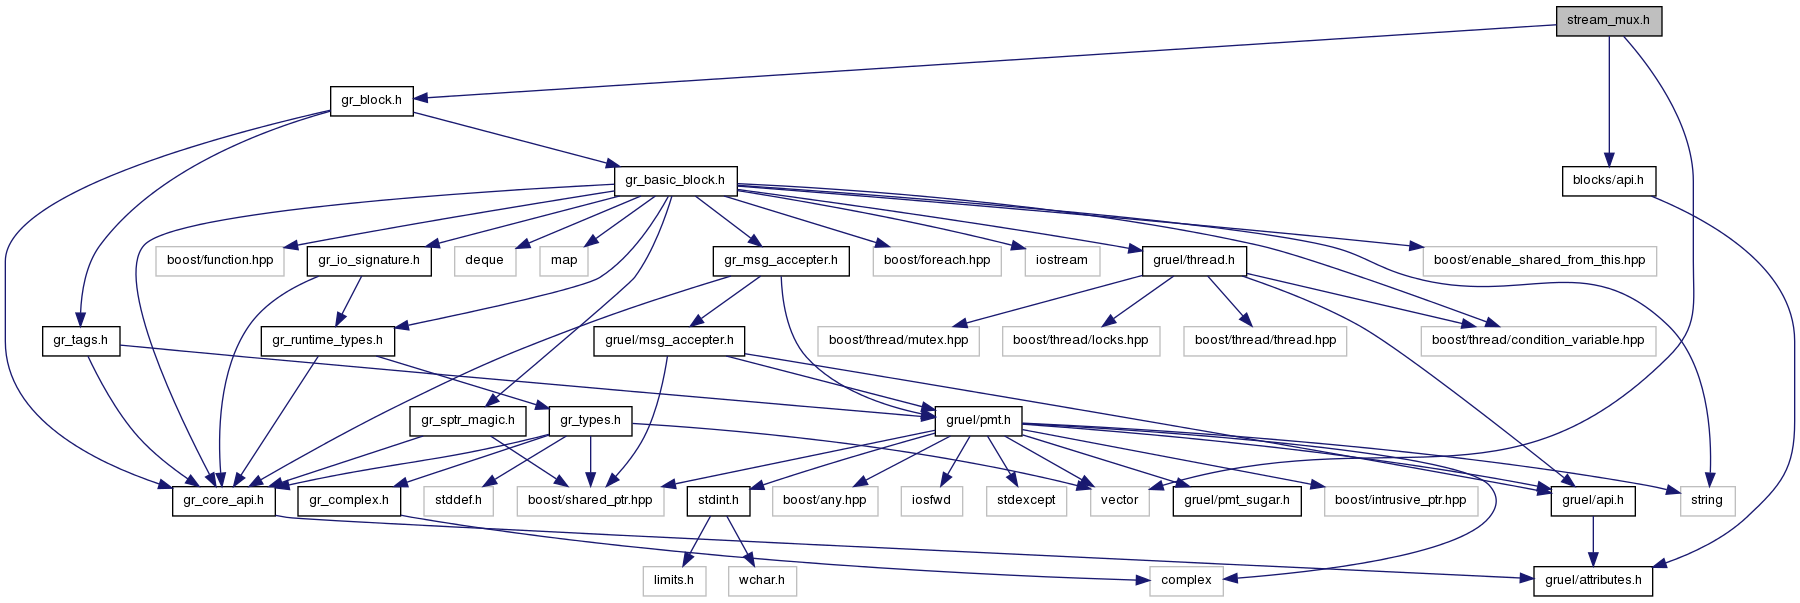 stream_mux.h
gr_block.h
gr_basic_block.h
blocks/api.h
boost/function.hpp
gr_io_signature.h
deque
map
gr_msg_accepter.h
boost/foreach.hpp
iostream
gruel/thread.h
boost/enable_shared_from_this.hpp
gr_tags.h
gr_runtime_types.h
gruel/msg_accepter.h
boost/thread/mutex.hpp
boost/thread/locks.hpp
boost/thread/thread.hpp
boost/thread/condition_variable.hpp
gr_sptr_magic.h
gr_types.h
gruel/pmt.h
gr_core_api.h
gr_complex.h
stddef.h
boost/shared_ptr.hpp
stdint.h
boost/any.hpp
iosfwd
stdexcept
vector
gruel/pmt_sugar.h
boost/intrusive_ptr.hpp
gruel/api.h
string
limits.h
wchar.h
complex
gruel/attributes.h